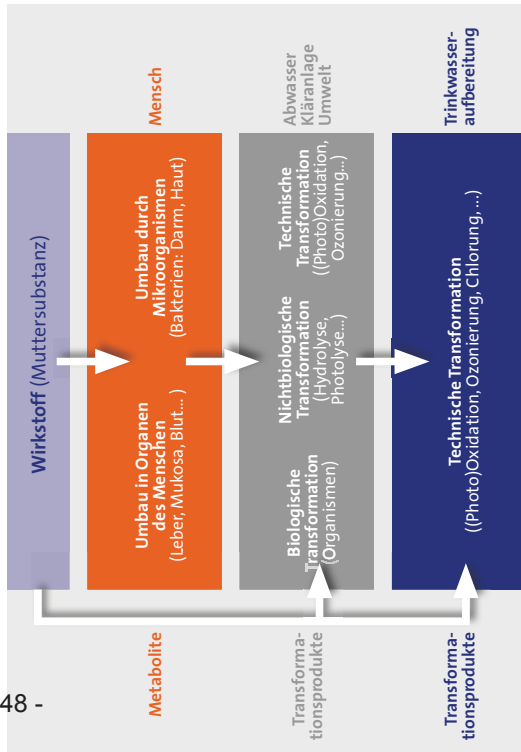 Wirkstoff (Muttersubstanz)
Metabolite
Umbau in Organen
des Menschen
(Leber, Mukosa, Blut... )
Umbau durch
Mikroorganismen
(Bakterien: Darm, Haut)
Mensch
Transforma-
tionsprodukte
Biologische
Transformation
(Organismen)
Nichtbiologische
Transformation
(Hydrolyse,
Photolyse...)
Technische
Transformation
((Photo)Oxidation,
Ozonierung...)
Abwasser
Kläranlage
Umwelt
Transforma-
tionsprodukte
Technische Transformation
((Photo)Oxidation, Ozonierung, Chlorung, ...)
Trinkwasser-
aufbereitung
48 -